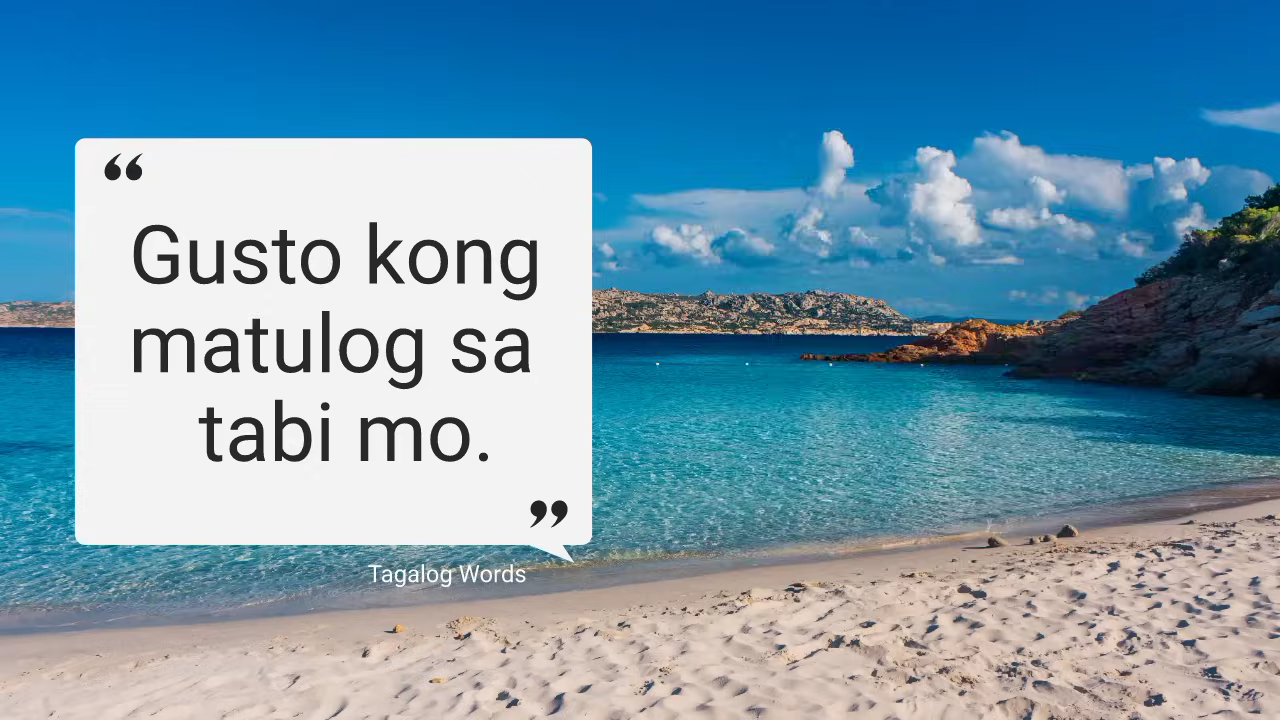 “
Gusto kong
matulog sa
tabi mo.
”
Tagalog Words